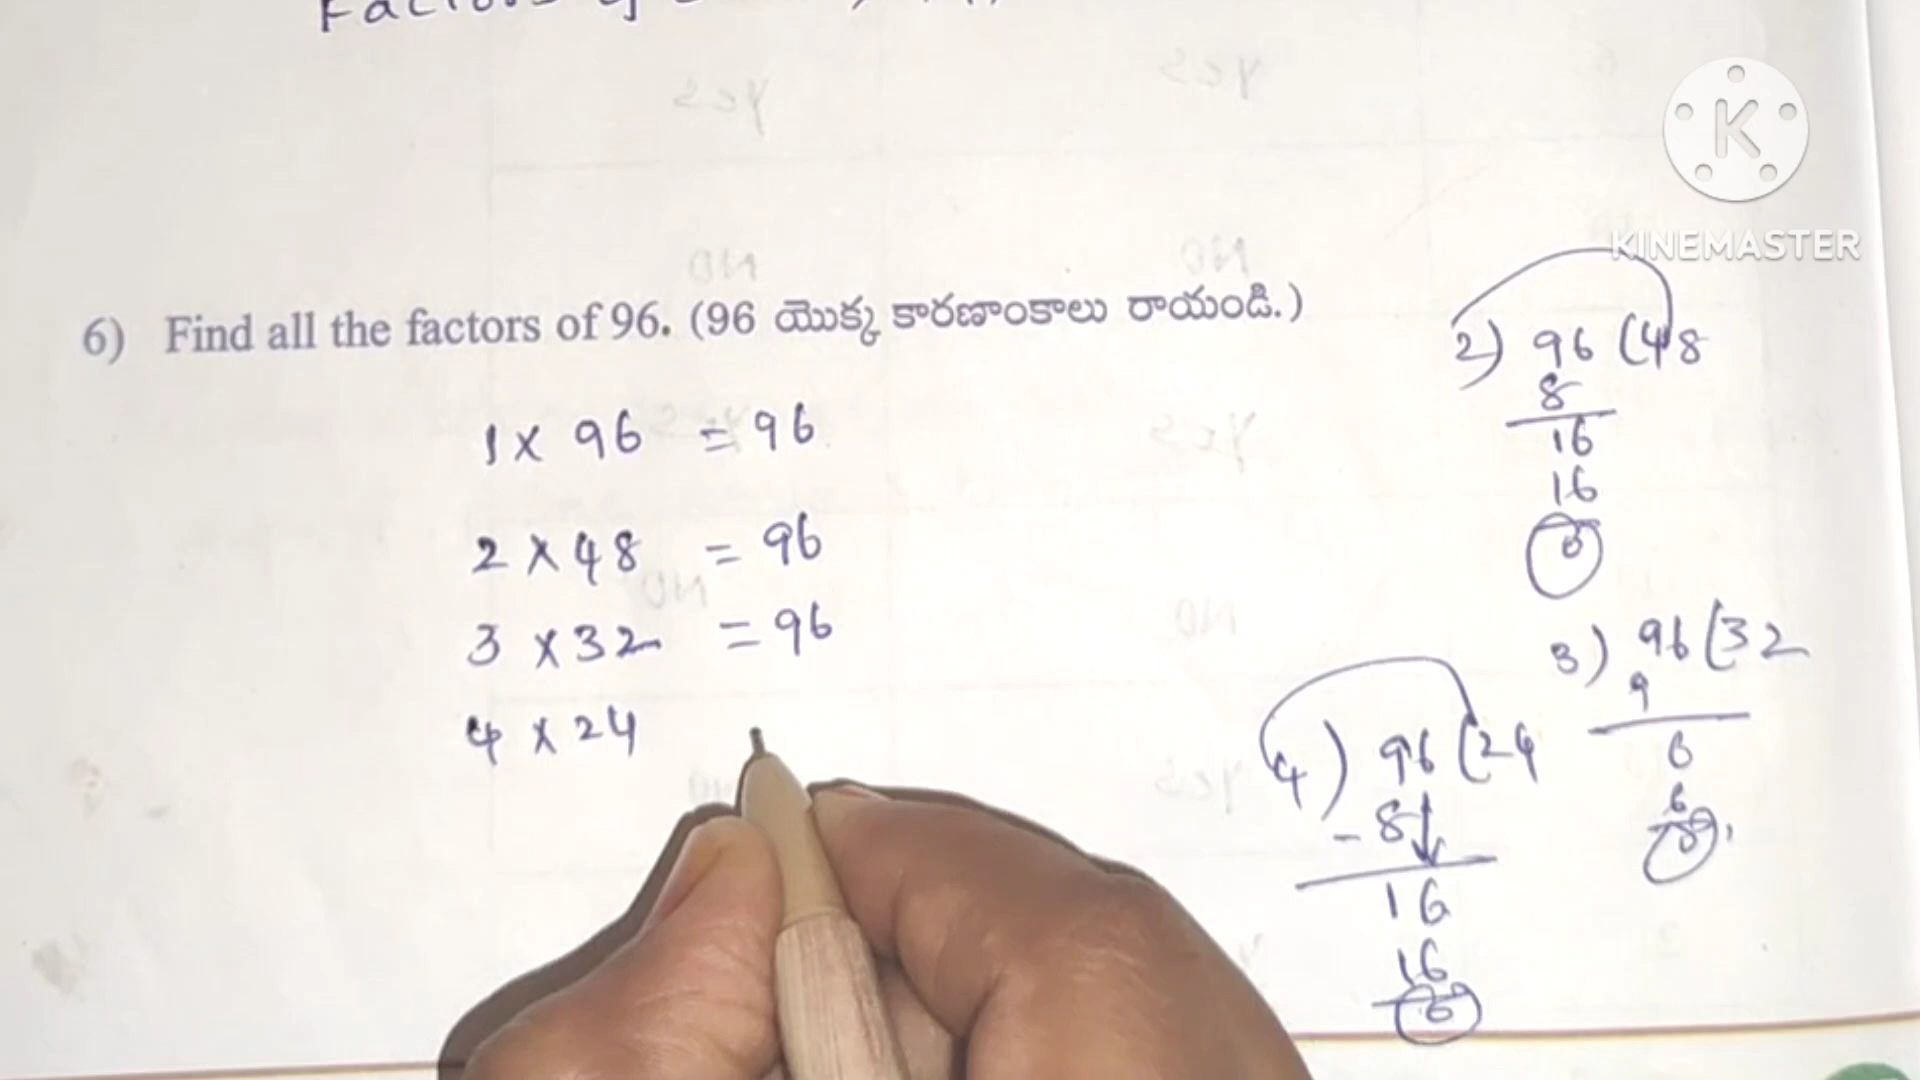 Factors of
K
KINEMASTER
6) Find all the factors of 96. (96 యొక్క కారణాంకాలు రాయండి.)
1 x 96 = 96
2 x 48 = 96
3 x 32 = 96
4 x 24
2) 96 (48
8
16
16
0
3) 96 (32
9
6
6
0
4) 96 (24
- 8
16
16
0